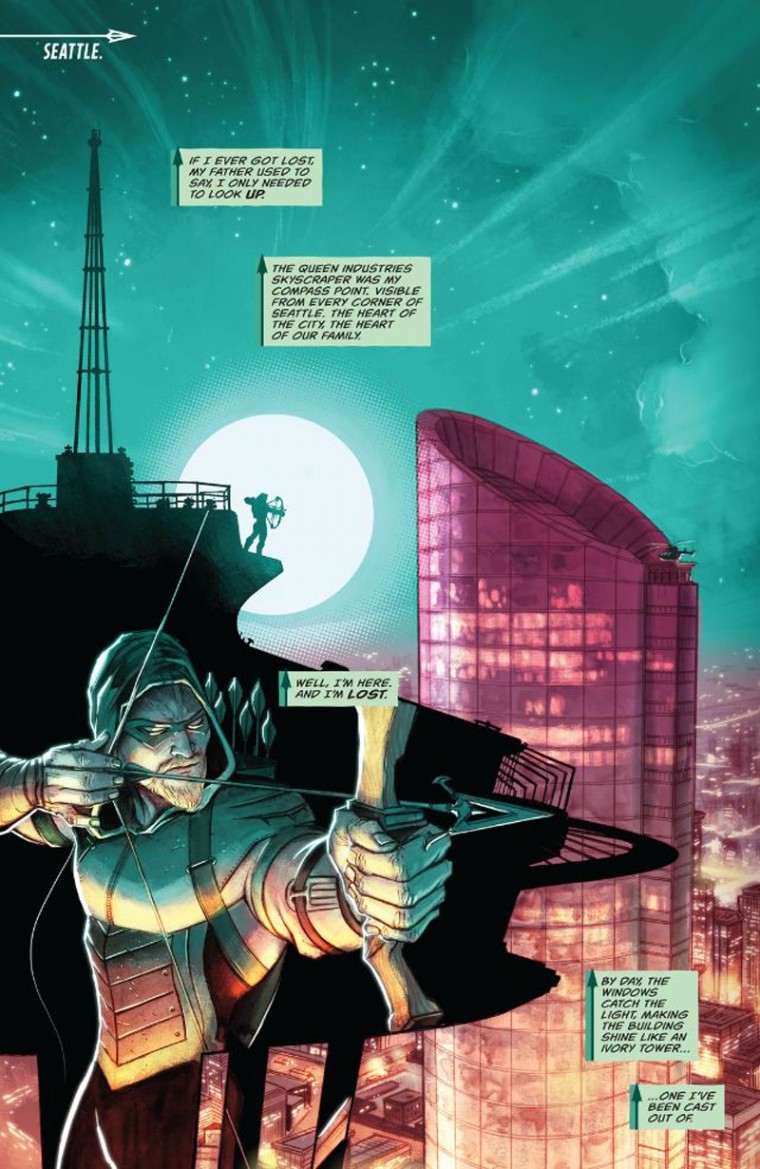 SEATTLE.
IF I EVER GOT LOST,
MY FATHER USED TO
SAY, I ONLY NEEDED
TO LOOK UP.
THE QUEEN INDUSTRIES
SKYSCRAPER WAS MY
COMPASS POINT. VISIBLE
FROM EVERY CORNER OF
SEATTLE. THE HEART OF
THE CITY, THE HEART
OF OUR FAMILY.
WELL, I'M HERE.
AND I'M LOST.
BY DAY, THE
WINDOWS
CATCH THE
LIGHT, MAKING
THE BUILDING
SHINE LIKE AN
IVORY TOWER...
...ONE I'VE
BEEN CAST
OUT OF.